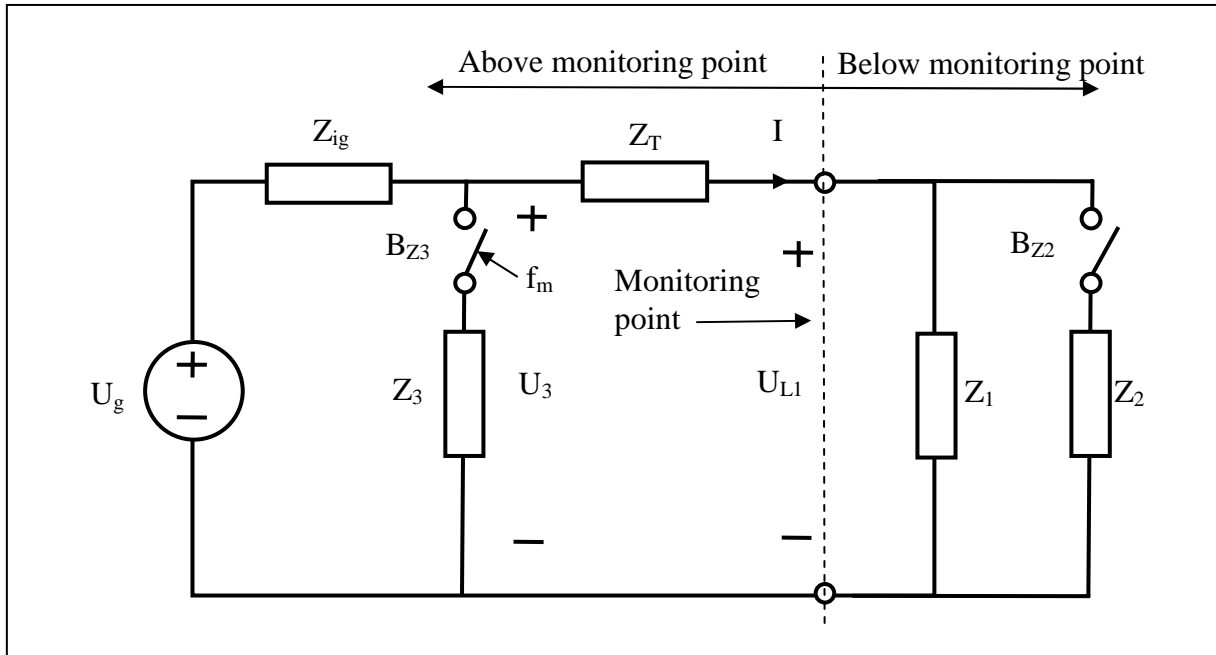 Above monitoring point
Below monitoring point
Z_ig
Z_T
I
B_Z3
+
f_m
Monitoring
point
+
B_Z2
U_g
+
−
Z_3
U_3
U_L1
Z_1
Z_2
−
−